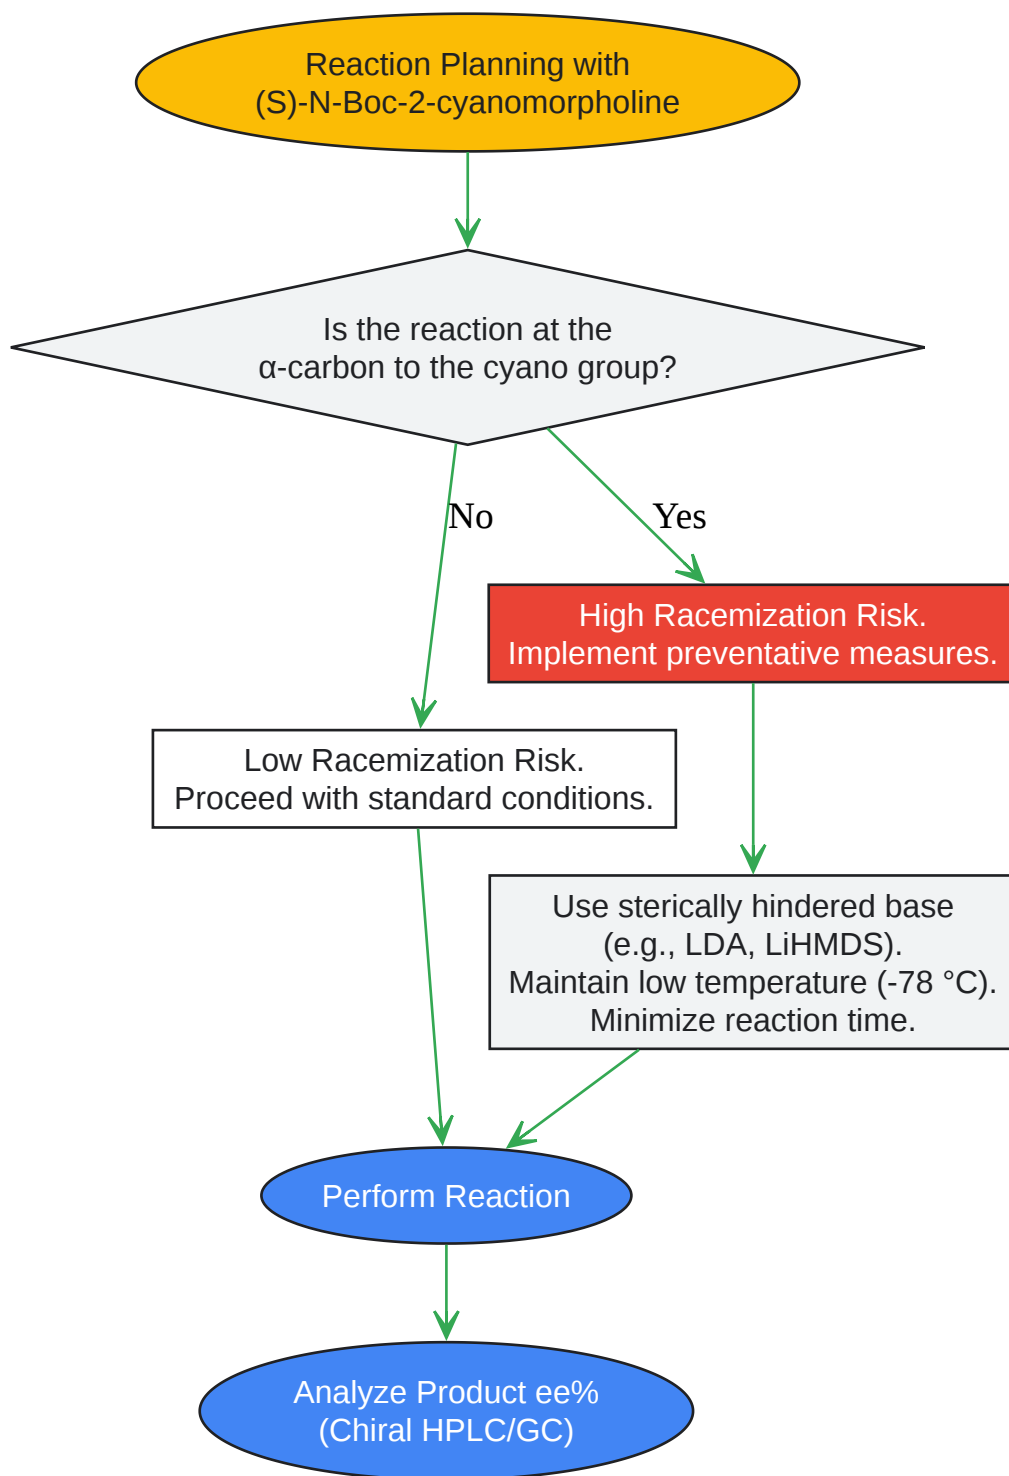 Reaction Planning with
(S)-N-Boc-2-cyanomorpholine
Is the reaction at the
α-carbon to the cyano group?
No
Yes
High Racemization Risk.
Implement preventative measures.
Low Racemization Risk.
Proceed with standard conditions.
Use sterically hindered base
(e.g., LDA, LiHMDS).
Maintain low temperature (-78 °C).
Minimize reaction time.
Perform Reaction
Analyze Product ee%
(Chiral HPLC/GC)